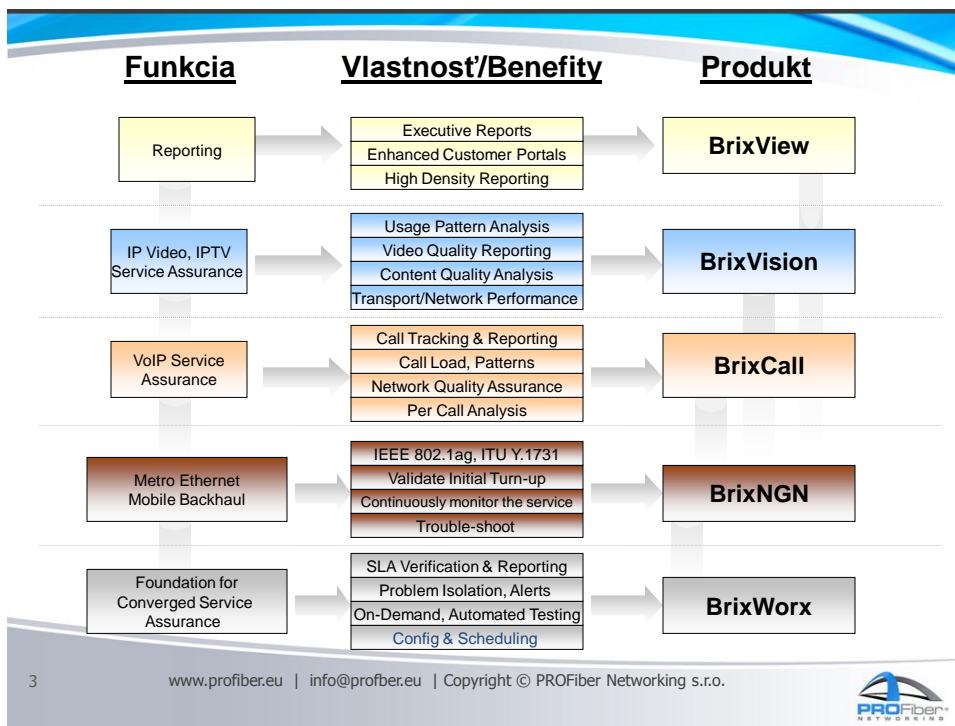 Funkcia
Vlastnosť/Benefity
Produkt
Reporting
Executive Reports
Enhanced Customer Portals
High Density Reporting
BrixView
IP Video, IPTV
Service Assurance
Usage Pattern Analysis
Video Quality Reporting
Content Quality Analysis
Transport/Network Performance
BrixVision
VoIP Service
Assurance
Call Tracking & Reporting
Call Load, Patterns
Network Quality Assurance
Per Call Analysis
BrixCall
Metro Ethernet
Mobile Backhaul
IEEE 802.1ag, ITU Y.1731
Validate Initial Turn-up
Continuously monitor the service
Trouble-shoot
BrixNGN
Foundation for
Converged Service
Assurance
SLA Verification & Reporting
Problem Isolation, Alerts
On-Demand, Automated Testing
Config & Scheduling
BrixWorx
3
www.profiber.eu | info@profber.eu | Copyright © PROFiber Networking s.r.o.
PROFiber
NETWORKING